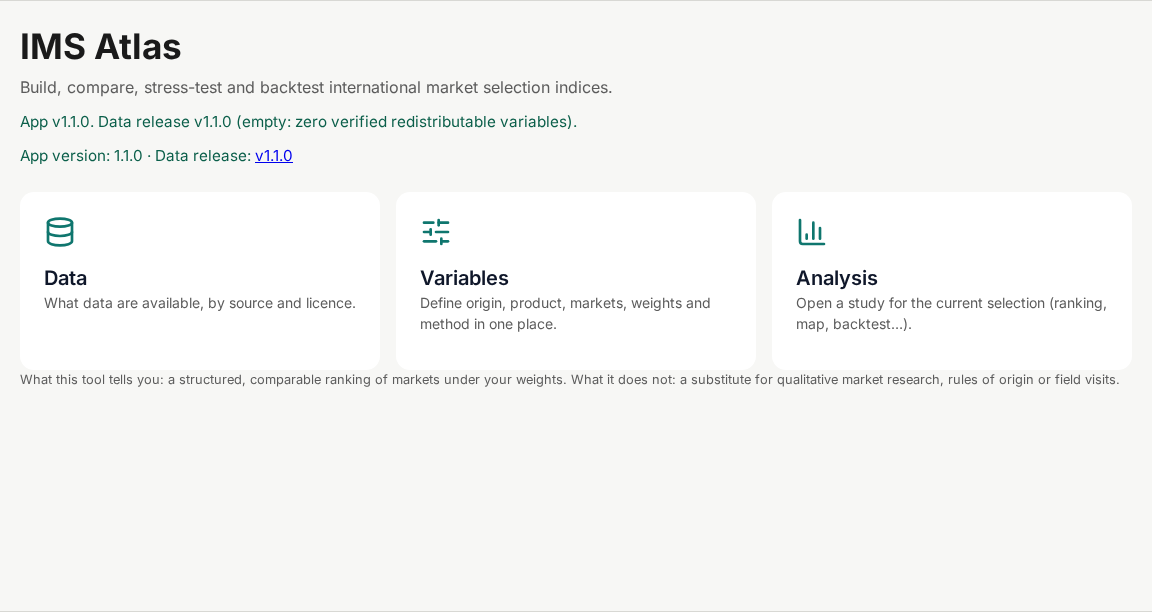 IMS Atlas
Build, compare, stress-test and backtest international market selection indices.
App v1.1.0. Data release v1.1.0 (empty: zero verified redistributable variables).
App version: 1.1.0 · Data release: v1.1.0
Data
What data are available, by source and licence.
Variables
Define origin, product, markets, weights and
method in one place.
Analysis
Open a study for the current selection (ranking,
map, backtest...).
What this tool tells you: a structured, comparable ranking of markets under your weights. What it does not: a substitute for qualitative market research, rules of origin or field visits.